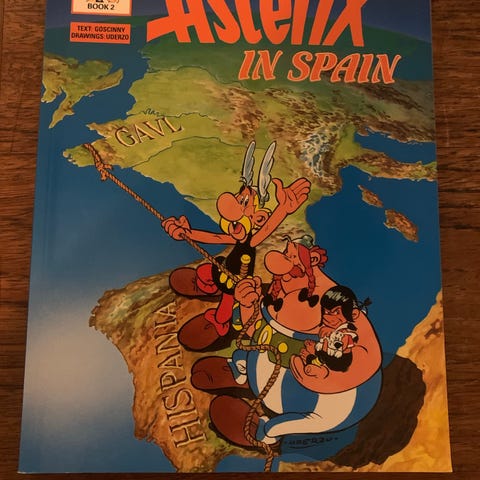 BOOK 2
TEXT: GOSCINNY
DRAWINGS: UDERZO
Asterix
IN SPAIN
GAVL
HISPANIA
·UDERZO·